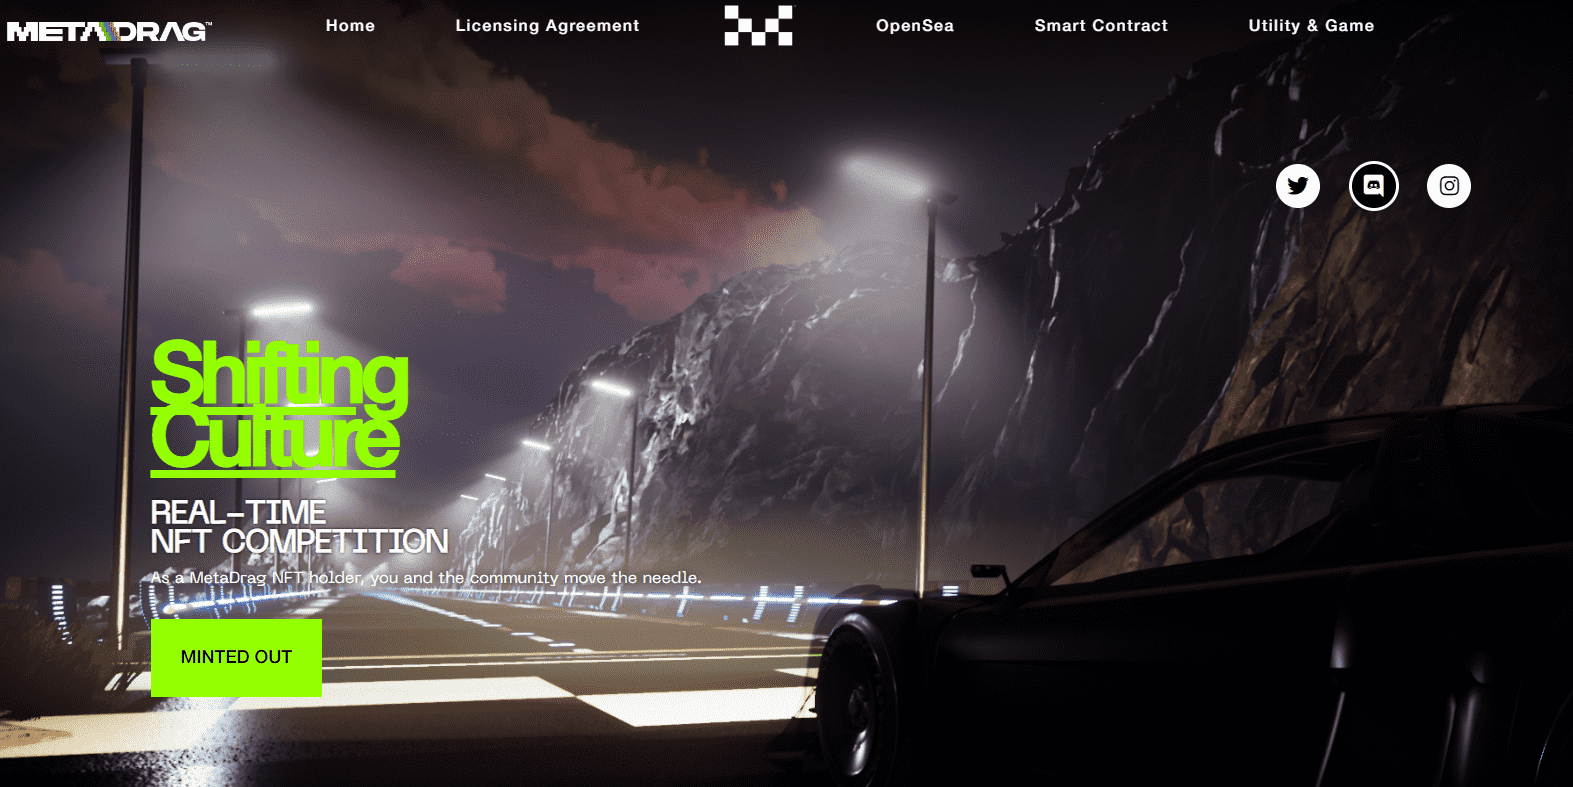 METADRAG™
Home
Licensing Agreement
OpenSea
Smart Contract
Utility & Game
Shifting
Culture
REAL-TIME
NFT COMPETITION
As a MetaDrag NFT holder, you and the community move the needle.
MINTED OUT